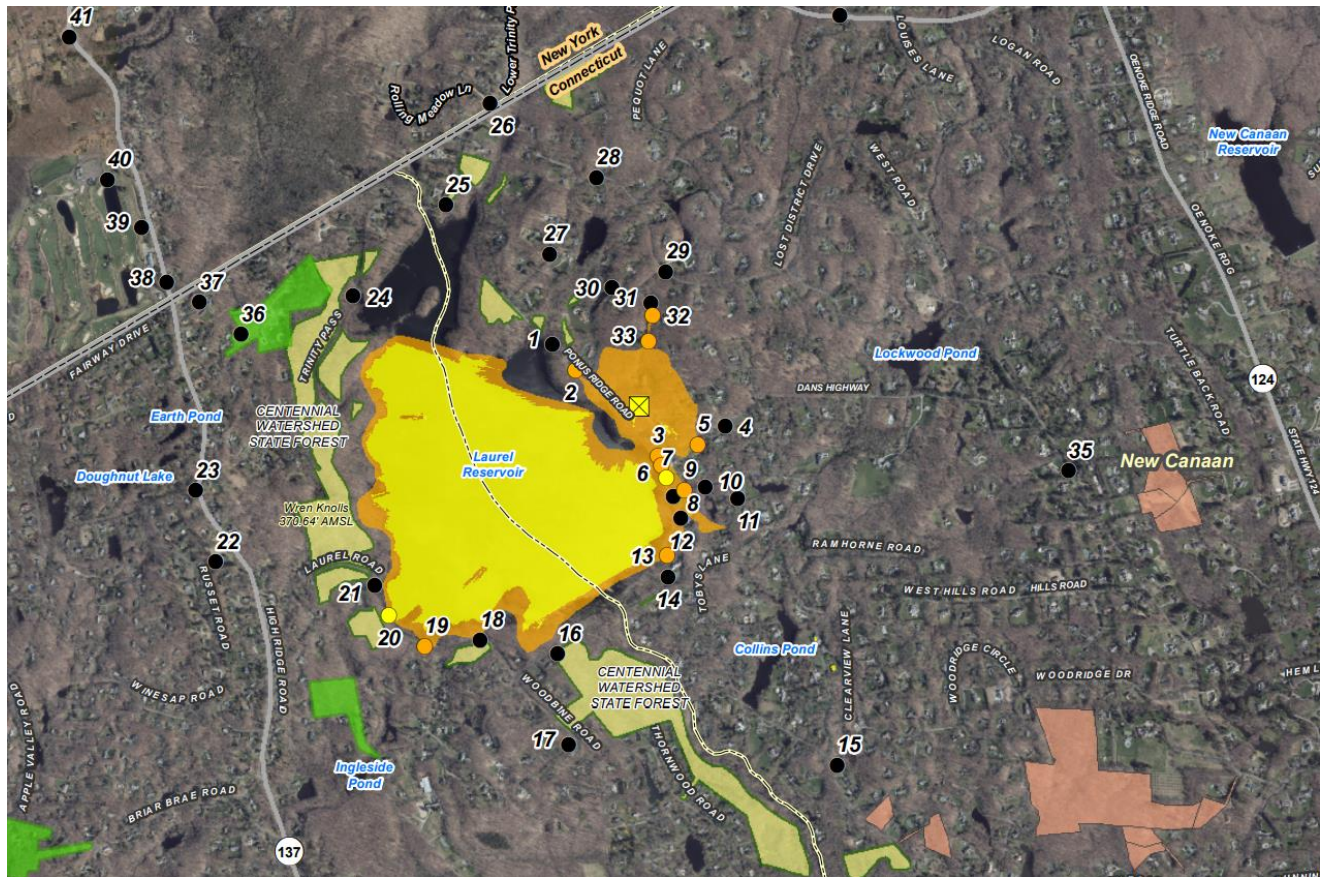 41
New York
Connecticut
Lower Trinity P
Rolling Meadow Ln
26
PEQUOT LANE
LOUISES LANE
LOGAN ROAD
OENOKE RIDGE ROAD
New Canaan
Reservoir
40
28
WEST ROAD
25
LOST DISTRICT DRIVE
39
OENOKE RDG
27
29
38
37
30
31
24
32
36
33
1
TRINITY PASS
FAIRWAY DRIVE
PONUS RIDGE ROAD
Lockwood Pond
TURTLE BACK ROAD
2
124
DANS HIGHWAY
Earth Pond
CENTENNIAL
WATERSHED
STATE FOREST
5
4
3
35
Laurel
Reservoir
7
New Canaan
STATE HWY 124
Doughnut Lake
23
6
9
10
8
11
Wren Knolls
370.64' AMSL
12
RAMHORNE ROAD
22
13
LAUREL ROAD
TOBYS LANE
14
WEST HILLS ROAD
HILLS ROAD
21
RUSSET ROAD
20
19
18
16
Collins Pond
HIGH RIDGE ROAD
CENTENNIAL
WATERSHED
STATE FOREST
CLEARVIEW LANE
WOODRIDGE CIRCLE
WOODRIDGE DR
HEML
WINESAP ROAD
WOODBINE ROAD
APPLE VALLEY ROAD
17
15
Ingleside
Pond
THORNWOOD ROAD
BRIAR BRAE ROAD
137